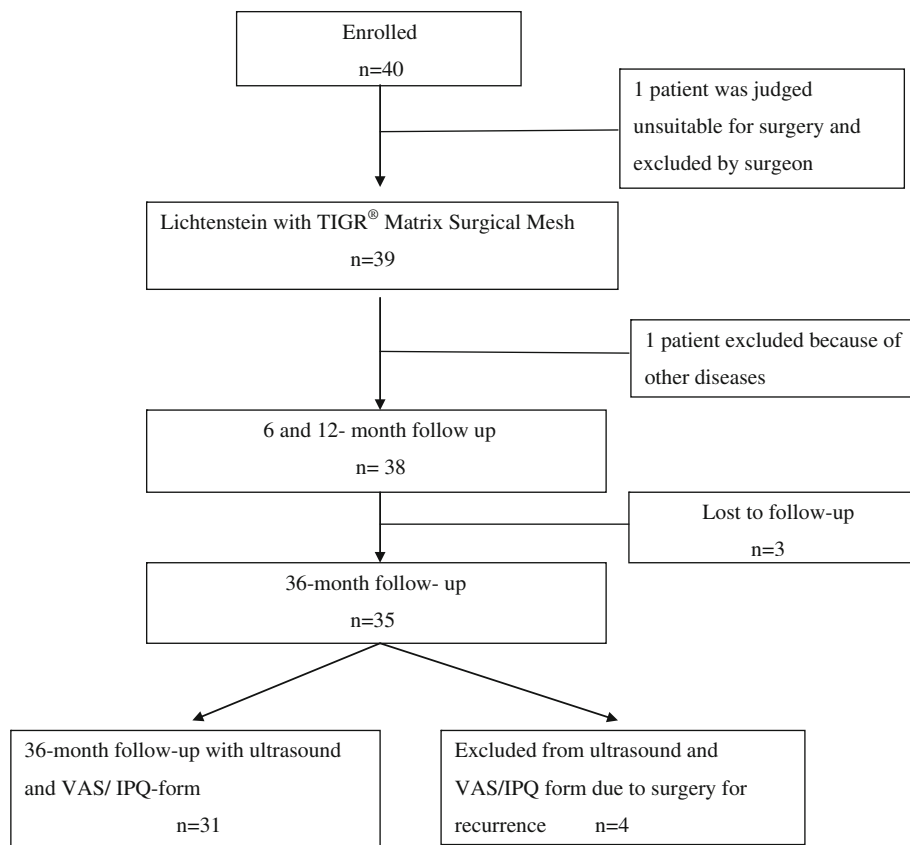 Enrolled
n=40
1 patient was judged
unsuitable for surgery and
excluded by surgeon
Lichtenstein with TIGR® Matrix Surgical Mesh
n=39
1 patient excluded because of
other diseases
6 and 12- month follow up
n= 38
Lost to follow-up
n=3
36-month follow- up
n=35
36-month follow-up with ultrasound
and VAS/ IPQ-form
n=31
Excluded from ultrasound and
VAS/IPQ form due to surgery for
recurrence n=4